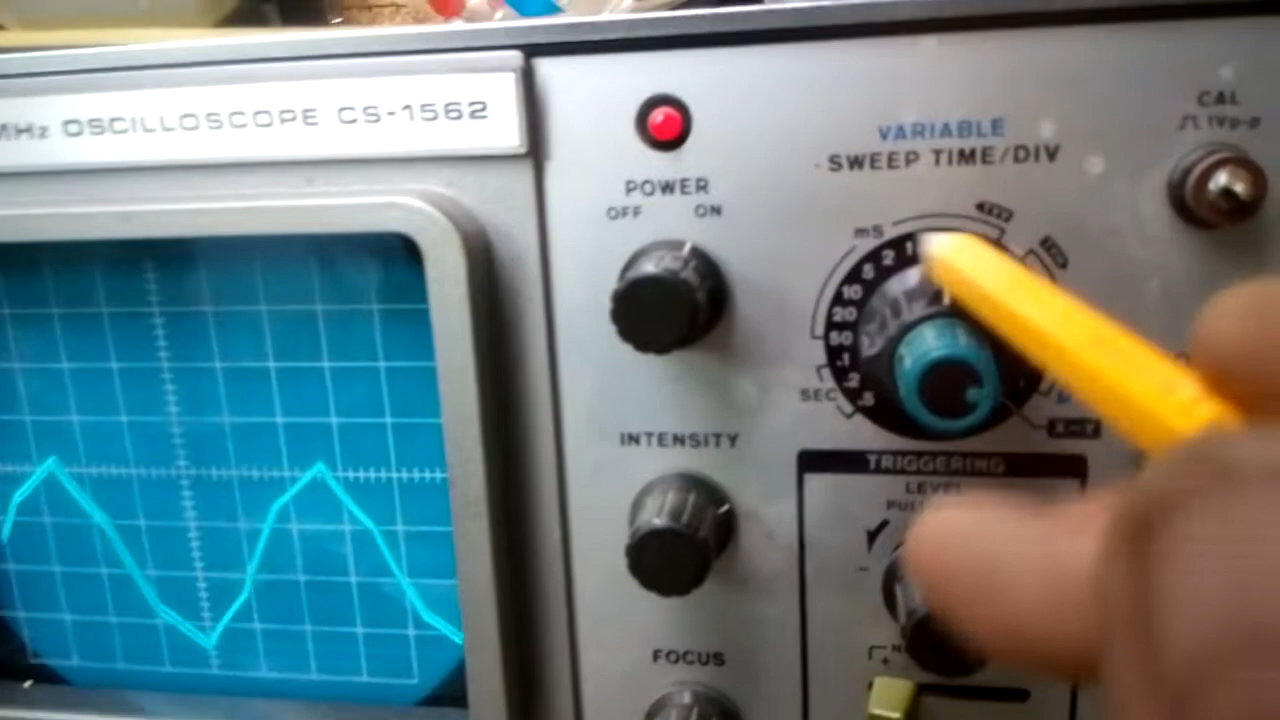 MHz OSCILLOSCOPE CS-1562
POWER
OFF ON
INTENSITY
FOCUS
VARIABLE
SWEEP TIME/DIV
mS
1
2
5
10
20
50
.1
.2
.5
SEC
X-Y
CAL
1Vp-p
TRIGGERING
LEVEL